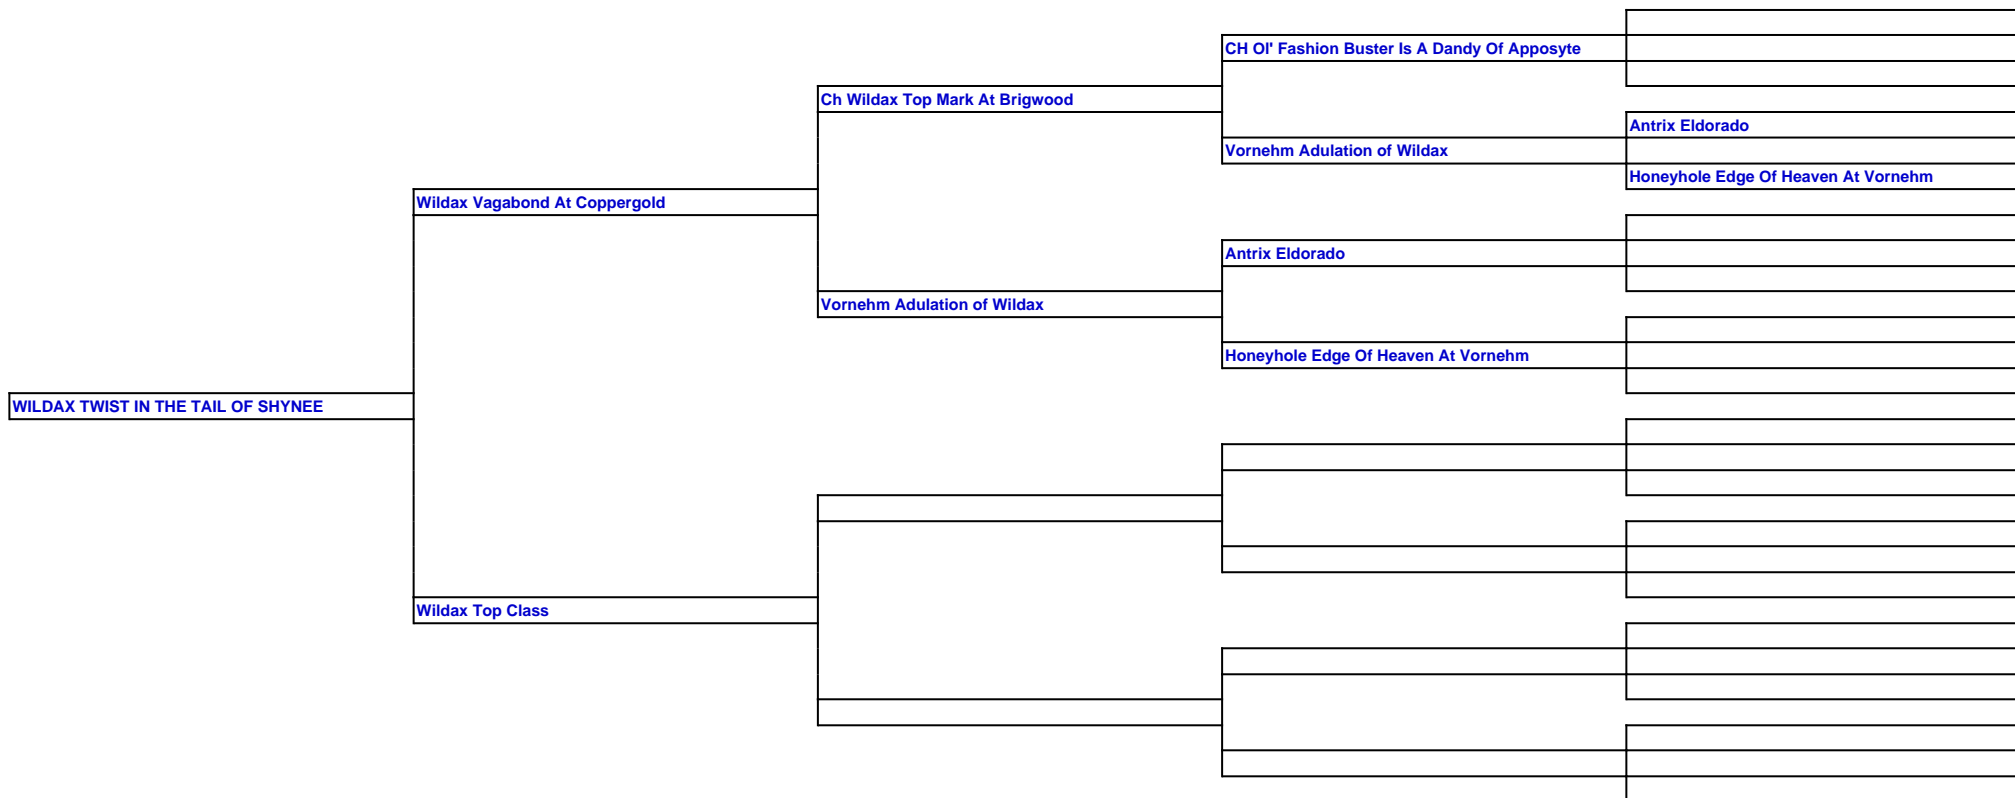 CH Ol' Fashion Buster Is A Dandy Of Apposyte
Ch Wildax Top Mark At Brigwood
Antrix Eldorado
Vornehm Adulation of Wildax
Honeyhole Edge Of Heaven At Vornehm
Wildax Vagabond At Coppergold
Antrix Eldorado
Vornehm Adulation of Wildax
Honeyhole Edge Of Heaven At Vornehm
WILDAX TWIST IN THE TAIL OF SHYNEE
Wildax Top Class